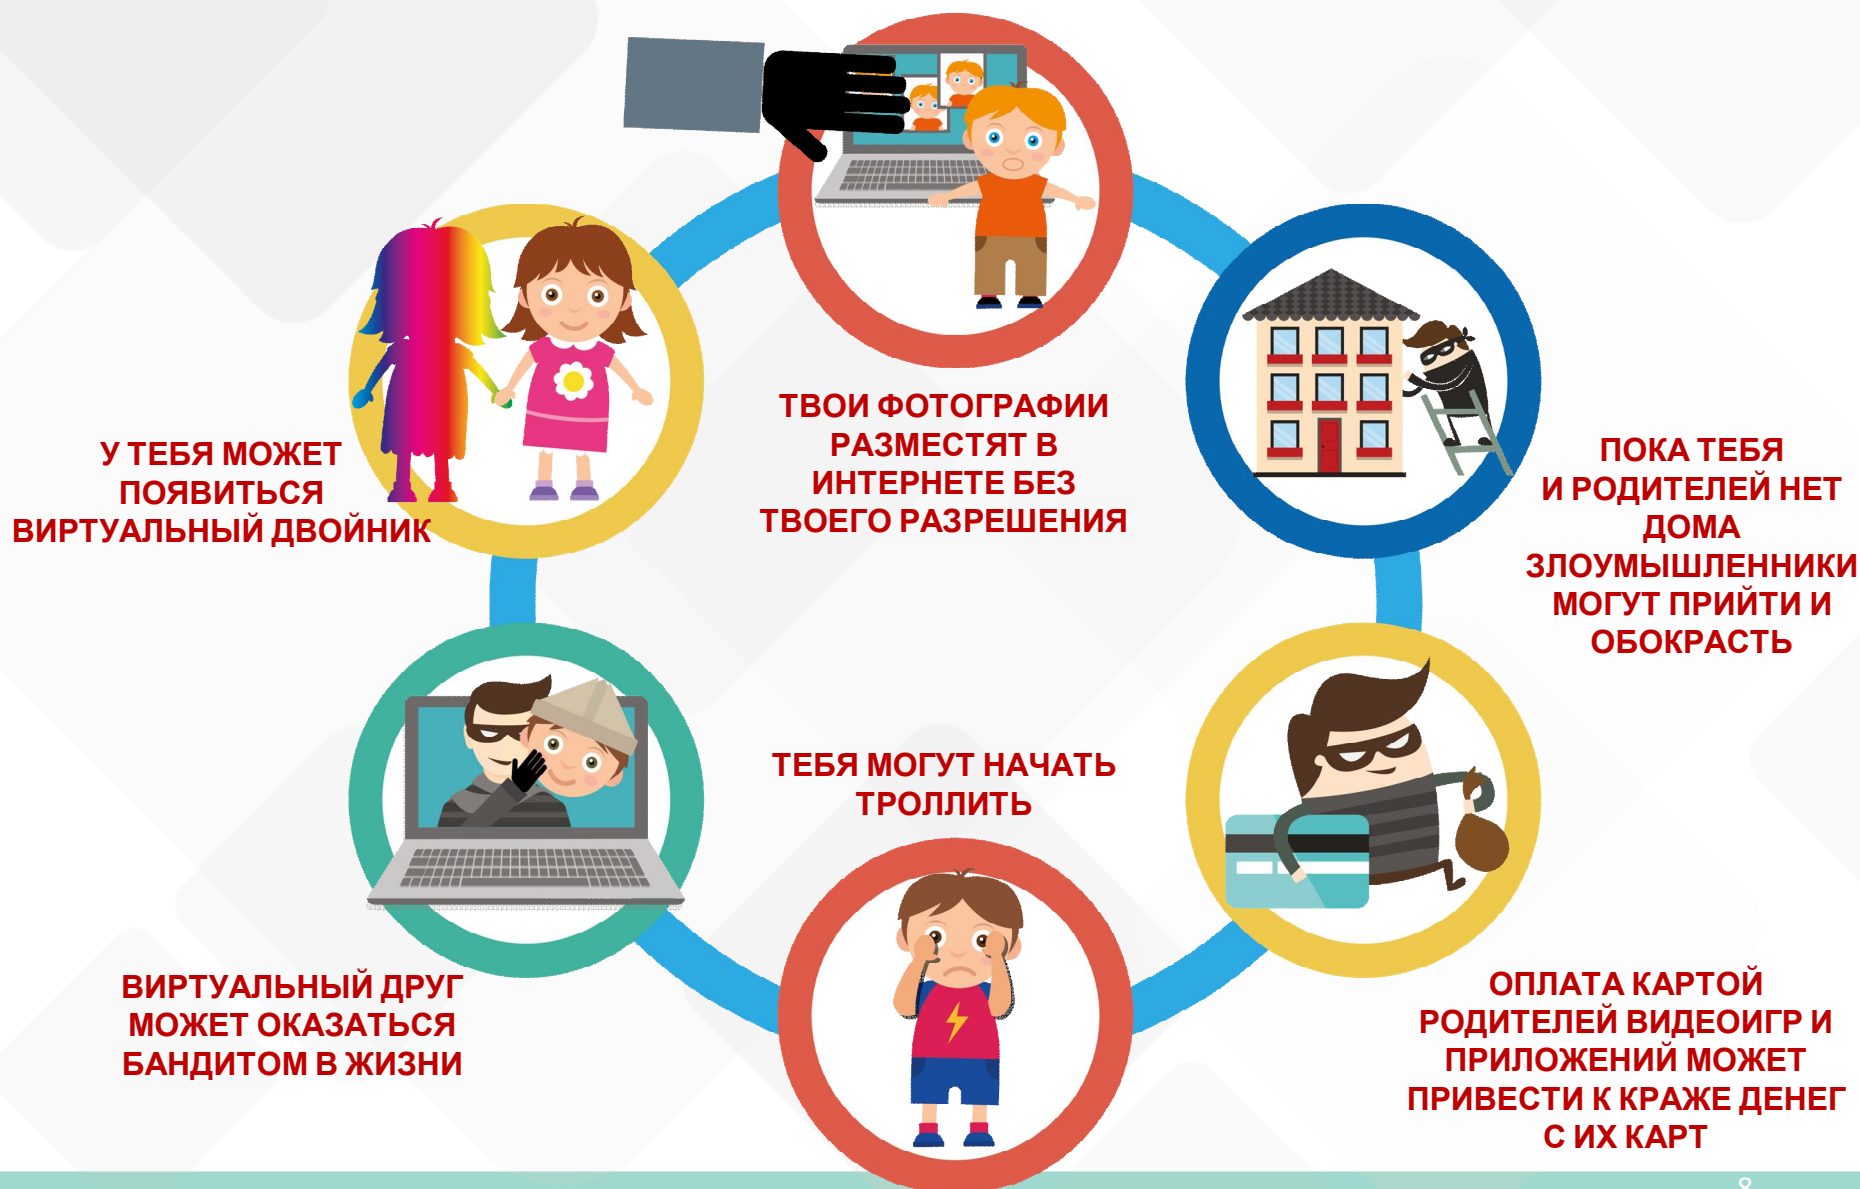 ТВОИ ФОТОГРАФИИ
РАЗМЕСТЯТ В
ИНТЕРНЕТЕ БЕЗ
ТВОЕГО РАЗРЕШЕНИЯ
У ТЕБЯ МОЖЕТ
ПОЯВИТЬСЯ
ВИРТУАЛЬНЫЙ ДВОЙНИК
ПОКА ТЕБЯ
И РОДИТЕЛЕЙ НЕТ
ДОМА
ЗЛОУМЫШЛЕННИКИ
МОГУТ ПРИЙТИ И
ОБОКРАСТЬ
ТЕБЯ МОГУТ НАЧАТЬ
ТРОЛЛИТЬ
ВИРТУАЛЬНЫЙ ДРУГ
МОЖЕТ ОКАЗАТЬСЯ
БАНДИТОМ В ЖИЗНИ
ОПЛАТА КАРТОЙ
РОДИТЕЛЕЙ ВИДЕОИГР И
ПРИЛОЖЕНИЙ МОЖЕТ
ПРИВЕСТИ К КРАЖЕ ДЕНЕГ
С ИХ КАРТ
8